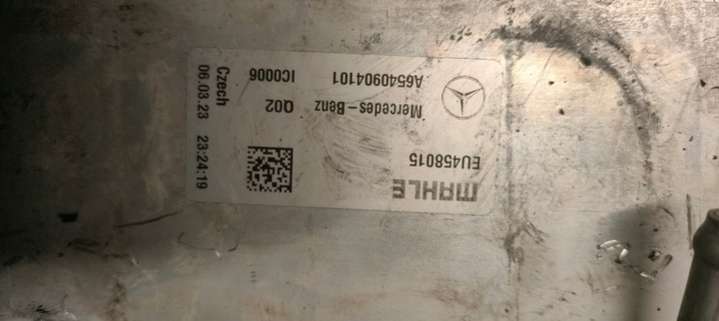 MAHLE
EU458015
Mercedes-Benz Q02
A6540904101 IC0006
Czech
06.03.23 23:24:19